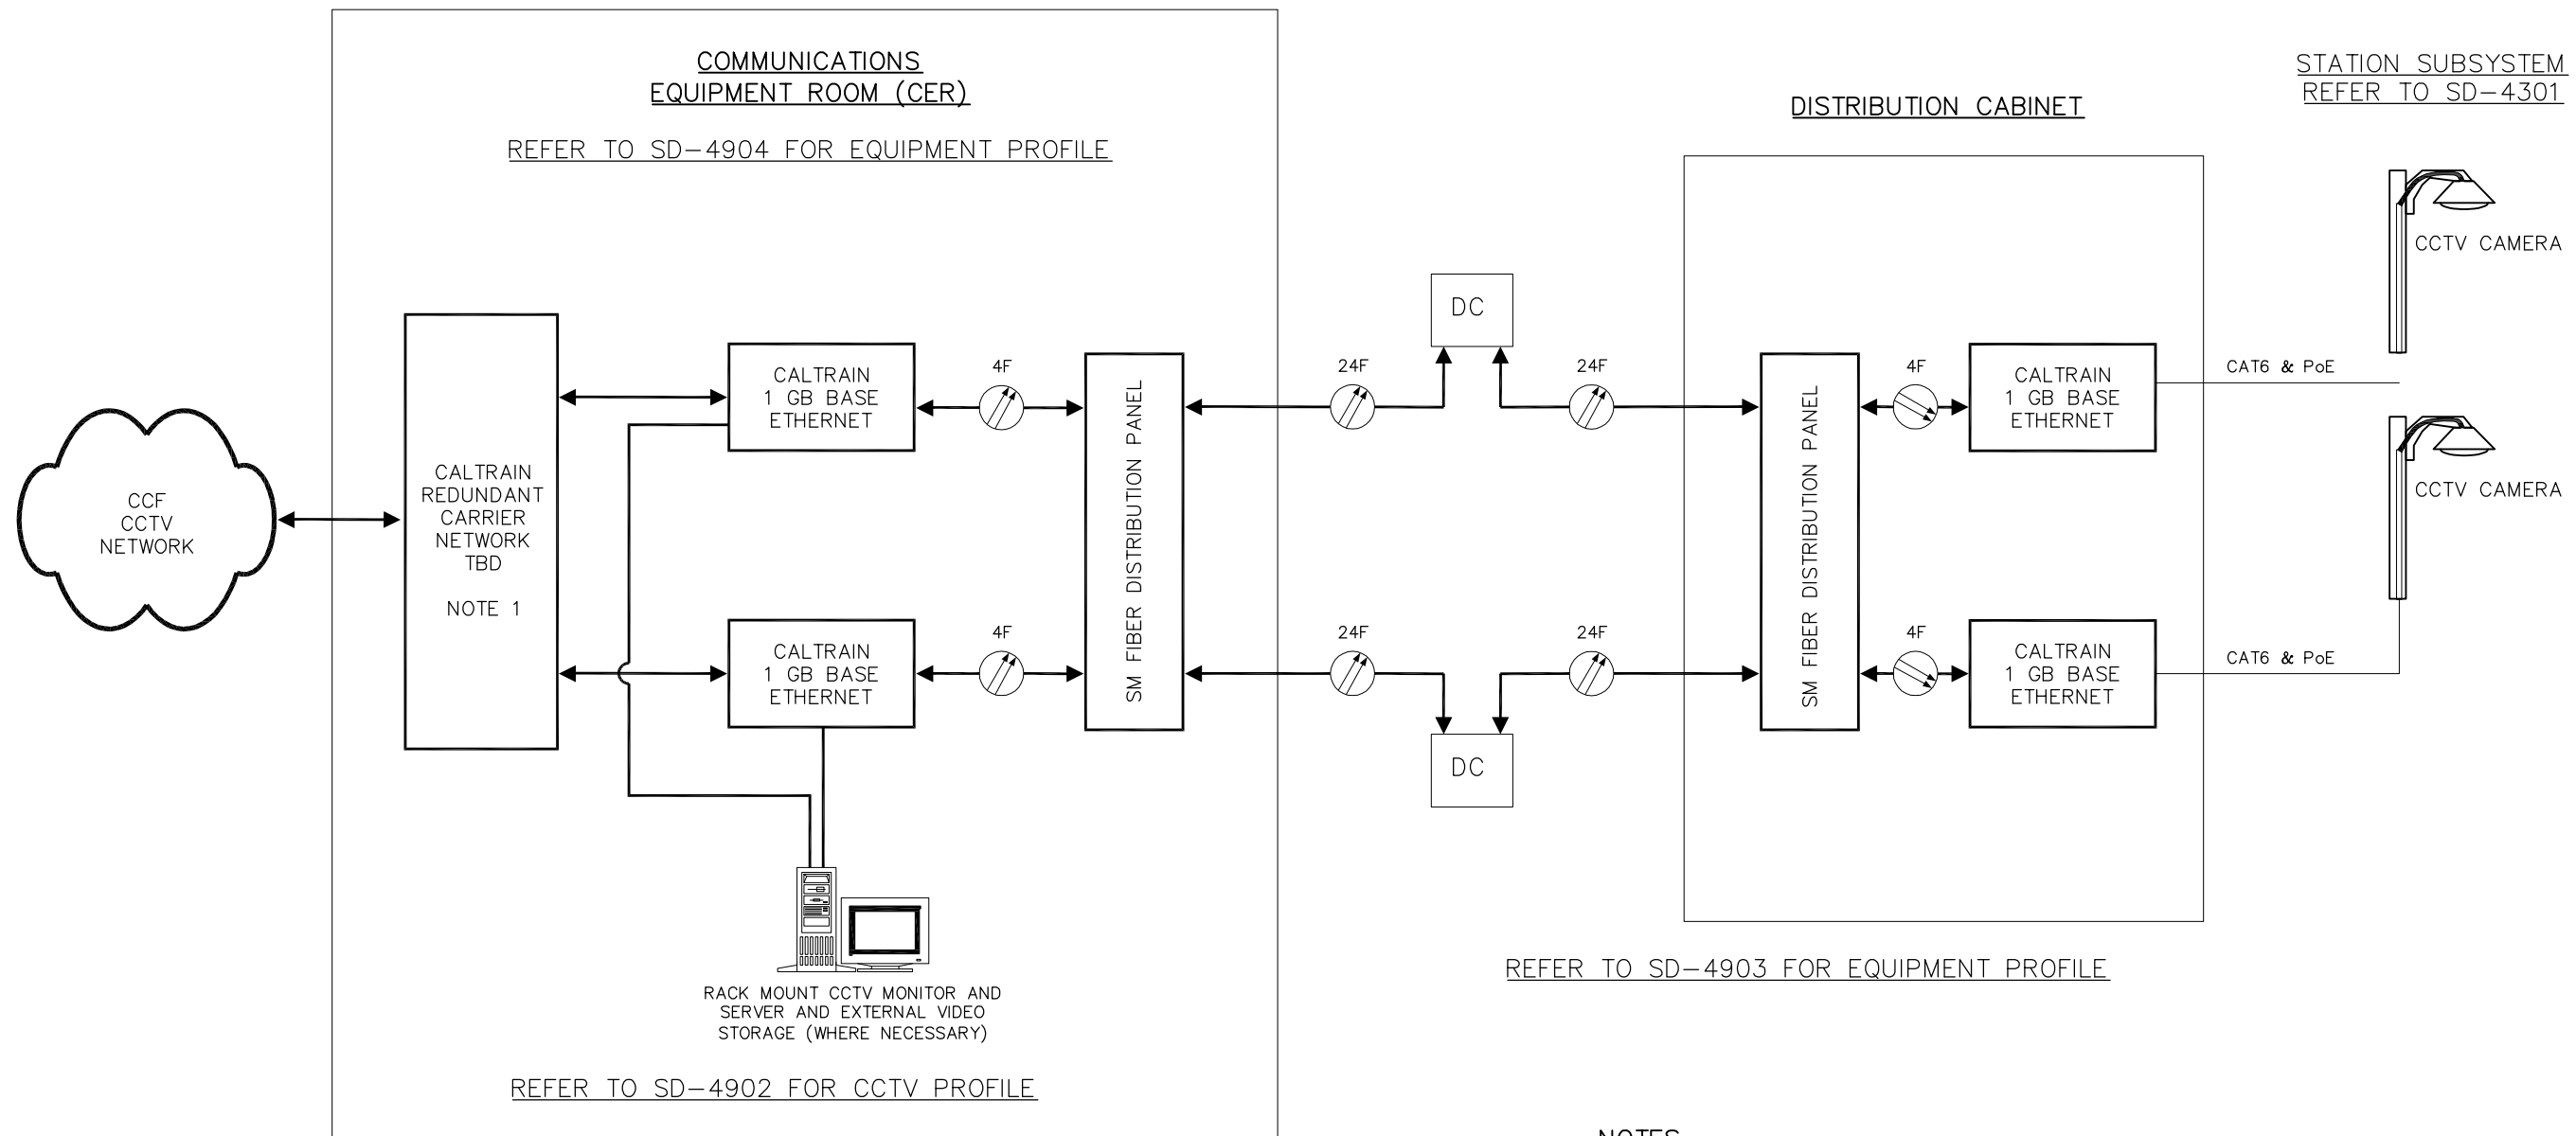 COMMUNICATIONS
EQUIPMENT ROOM (CER)
REFER TO SD-4904 FOR EQUIPMENT PROFILE
DISTRIBUTION CABINET
STATION SUBSYSTEM
REFER TO SD-4301
CCTV CAMERA
CCTV CAMERA
CCF
CCTV
NETWORK
CALTRAIN
REDUNDANT
CARRIER
NETWORK
TBD
NOTE 1
CALTRAIN
1 GB BASE
ETHERNET
4F
SM FIBER DISTRIBUTION PANEL
24F
DC
24F
SM FIBER DISTRIBUTION PANEL
4F
CALTRAIN
1 GB BASE
ETHERNET
CAT6 & PoE
CALTRAIN
1 GB BASE
ETHERNET
4F
24F
DC
24F
4F
CALTRAIN
1 GB BASE
ETHERNET
CAT6 & PoE
RACK MOUNT CCTV MONITOR AND
SERVER AND EXTERNAL VIDEO
STORAGE (WHERE NECESSARY)
REFER TO SD-4902 FOR CCTV PROFILE
REFER TO SD-4903 FOR EQUIPMENT PROFILE
NOTES